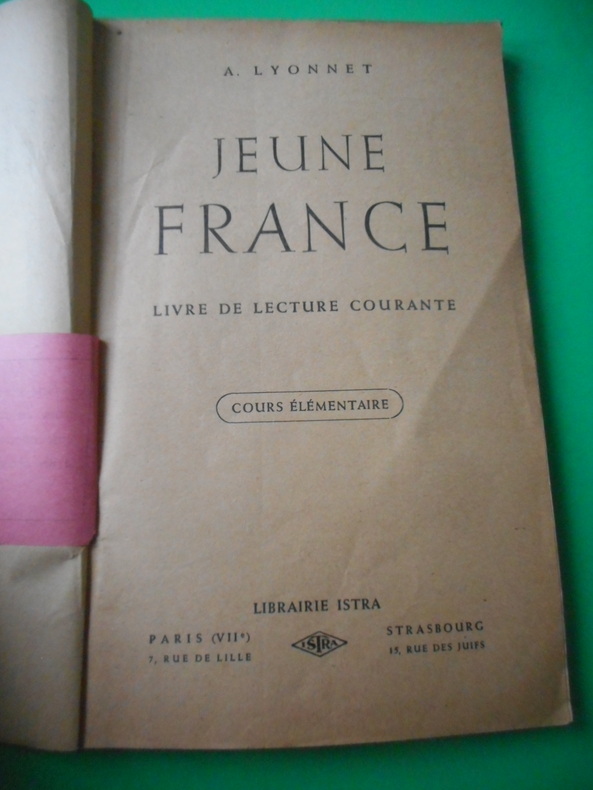 A. LYONNET
JEUNE
FRANCE
LIVRE DE LECTURE COURANTE
COURS ÉLÉMENTAIRE
LIBRAIRIE ISTRA
PARIS (VIIe)
7, RUE DE LILLE
ISTRA
STRASBOURG
15, RUE DES JUIFS